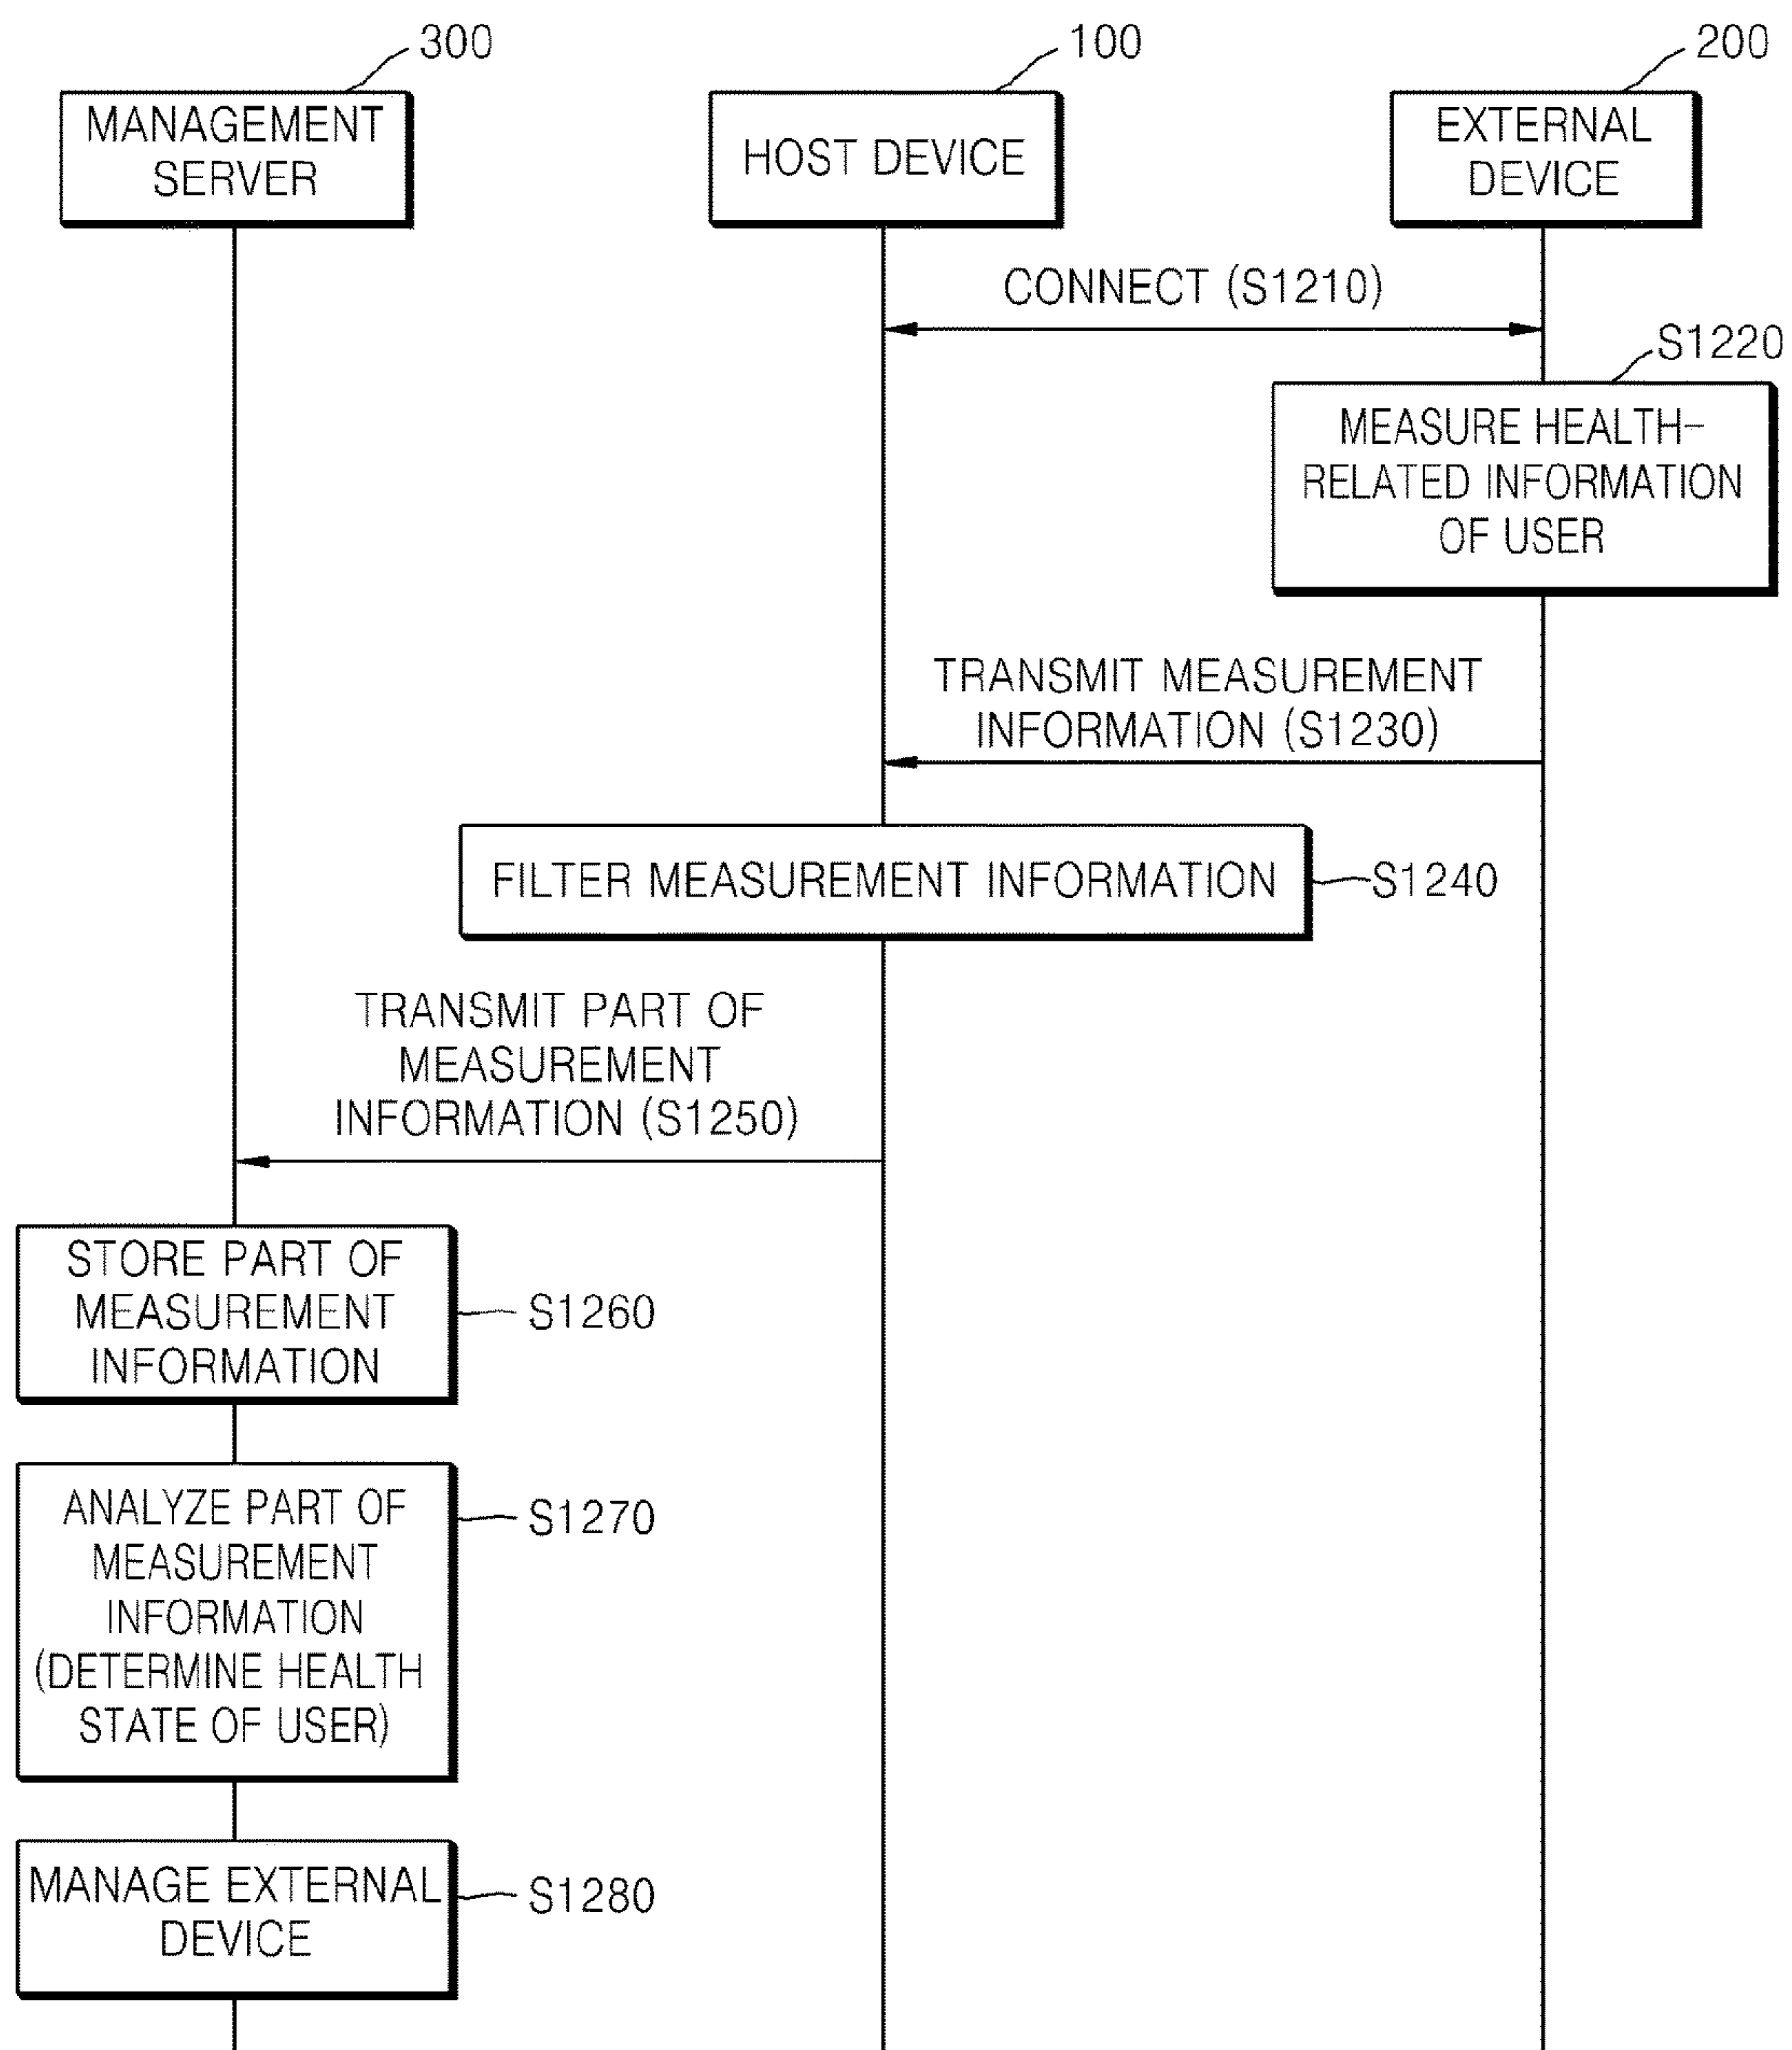 300
100
200
MANAGEMENT
SERVER
HOST DEVICE
EXTERNAL
DEVICE
CONNECT (S1210)
S1220
MEASURE HEALTH-
RELATED INFORMATION
OF USER
TRANSMIT MEASUREMENT
INFORMATION (S1230)
FILTER MEASUREMENT INFORMATION
S1240
TRANSMIT PART OF
MEASUREMENT
INFORMATION (S1250)
STORE PART OF
MEASUREMENT
INFORMATION
S1260
ANALYZE PART OF
MEASUREMENT
INFORMATION
(DETERMINE HEALTH
STATE OF USER)
S1270
MANAGE EXTERNAL
DEVICE
S1280